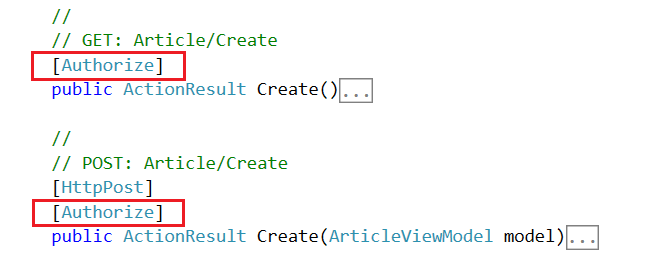 //
// GET: Article/Create
[Authorize]
public ActionResult Create()...
//
// POST: Article/Create
[HttpPost]
[Authorize]
public ActionResult Create(ArticleViewModel model)...